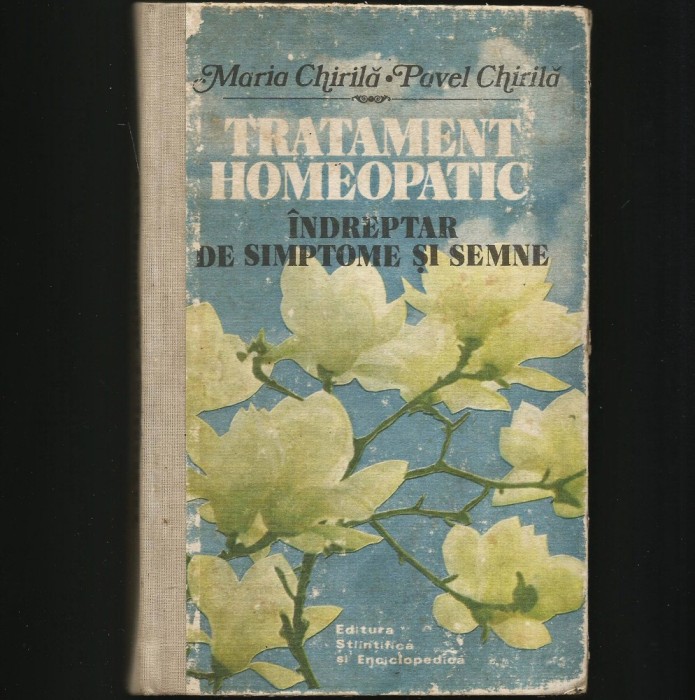 Maria Chirilă • Pavel Chirilă
TRATAMENT
HOMEOPATIC
ÎNDREPTAR
DE SIMPTOME ȘI SEMNE
Editura
Științifică
și Enciclopedică